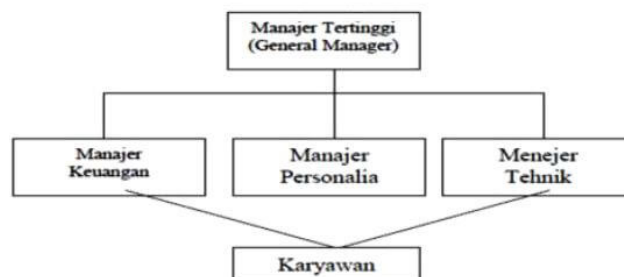 Manajer Tertinggi
(General Manager)
Manajer
Keuangan
Manajer
Personalia
Menejer
Tehnik
Karyawan